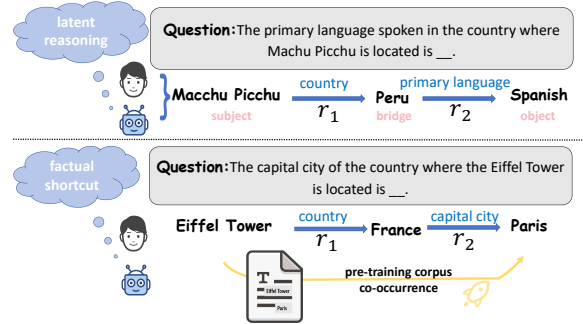 latent
reasoning
Question:The primary language spoken in the country where
Machu Picchu is located is __.
country
primary language
Macchu Picchu
Peru
Spanish
r1
r2
subject
bridge
object
factual
shortcut
Question:The capital city of the country where the Eiffel Tower
is located is __.
country
capital city
Eiffel Tower
France
Paris
r1
r2
T
Eiffel Tower
Paris
pre-training corpus
co-occurrence